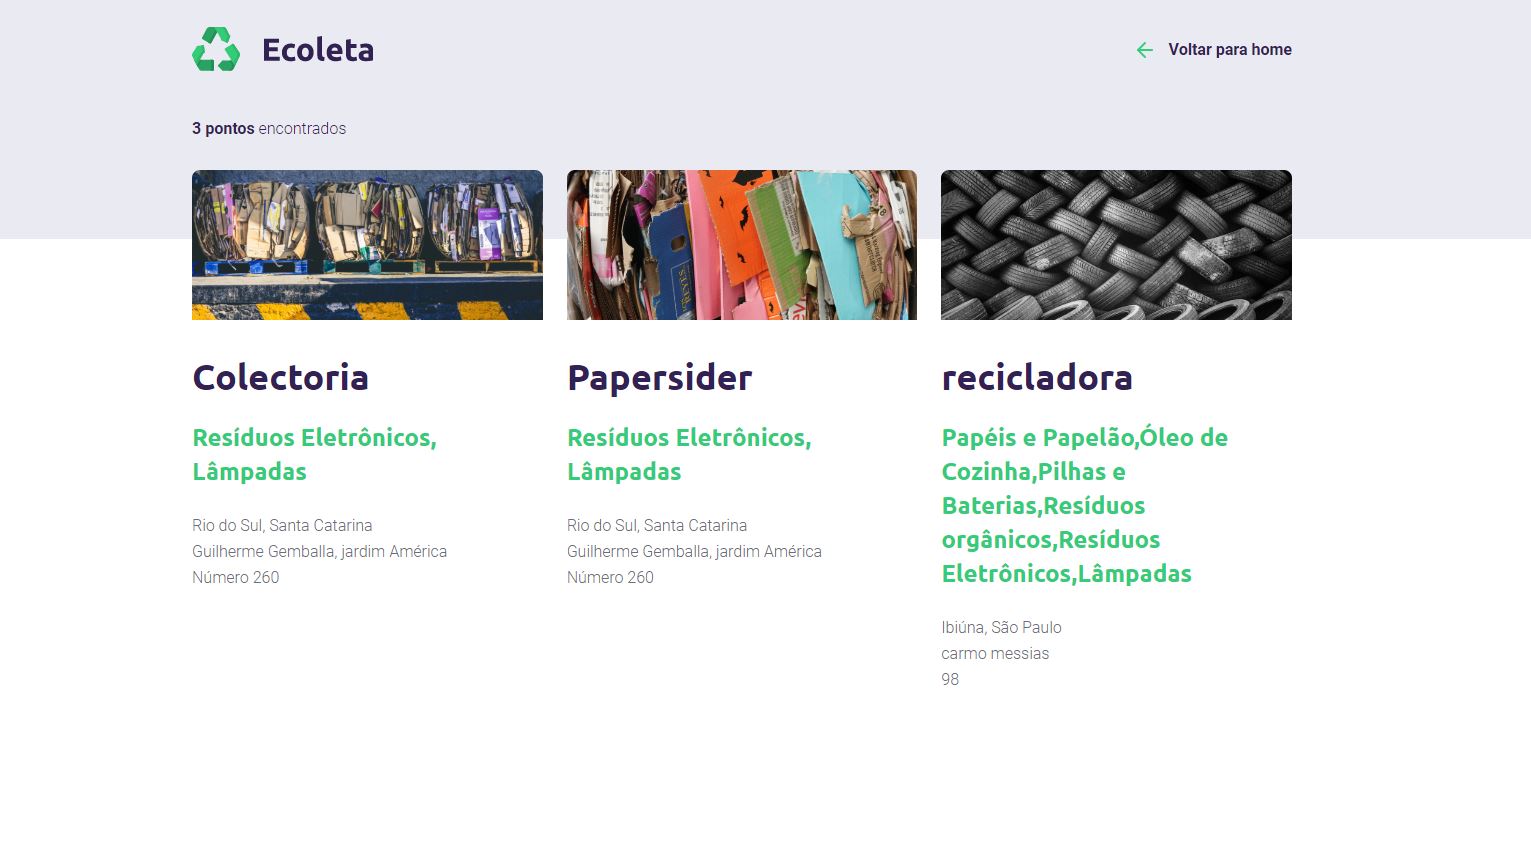 Ecoleta
Voltar para home
3 pontos encontrados
Colectoria
Resíduos Eletrônicos,
Lâmpadas
Rio do Sul, Santa Catarina
Guilherme Gemballa, jardim América
Número 260
Papersider
Resíduos Eletrônicos,
Lâmpadas
Rio do Sul, Santa Catarina
Guilherme Gemballa, jardim América
Número 260
recicladora
Papéis e Papelão,Óleo de
Cozinha,Pilhas e
Baterias,Resíduos
orgânicos,Resíduos
Eletrônicos,Lâmpadas
Ibiúna, São Paulo
carmo messias
98